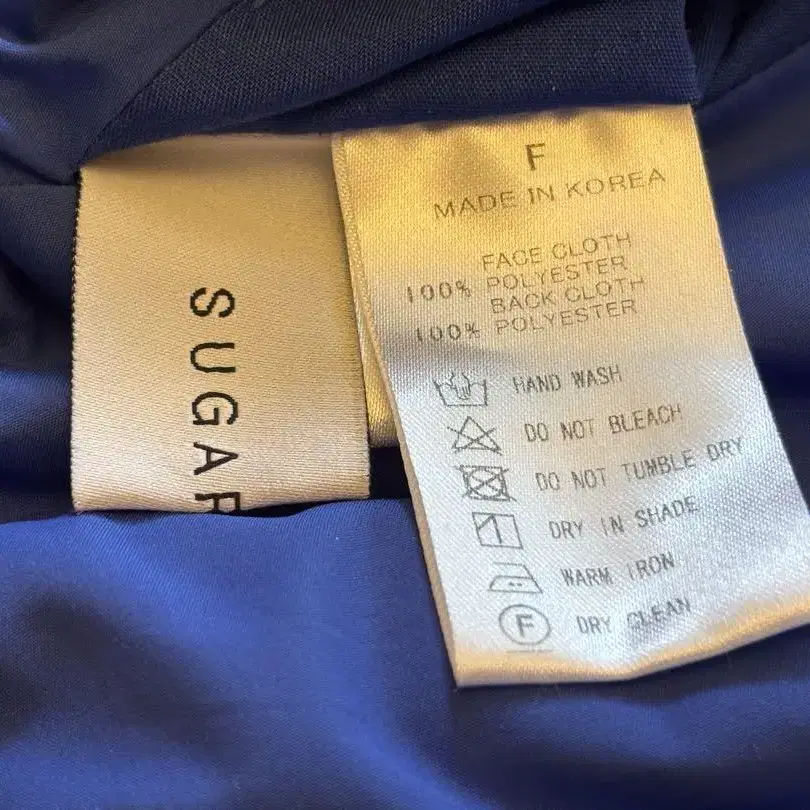 SUGAR
F
MADE IN KOREA
FACE CLOTH
100% POLYESTER
BACK CLOTH
100% POLYESTER
HAND WASH
DO NOT BLEACH
DO NOT TUMBLE DRY
DRY IN SHADE
WARM IRON
F DRY CLEAN